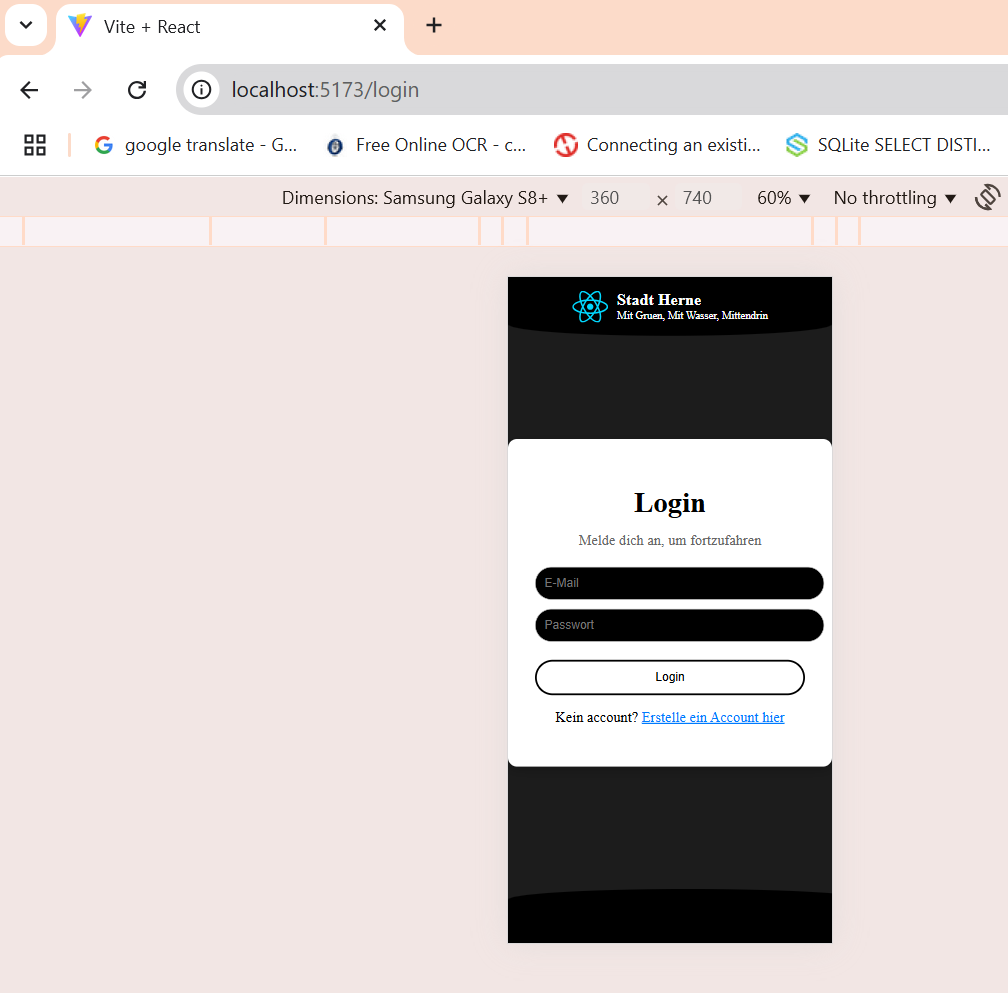 Vite + React
localhost:5173/login
google translate - G... Free Online OCR - c... Connecting an existi... SQLite SELECT DISTI...
Dimensions: Samsung Galaxy S8+ 360 × 740 60% No throttling
Stadt Herne
Mit Gruen, Mit Wasser, Mittendrin
Login
Melde dich an, um fortzufahren
E-Mail
Passwort
Login
Kein account? Erstelle ein Account hier